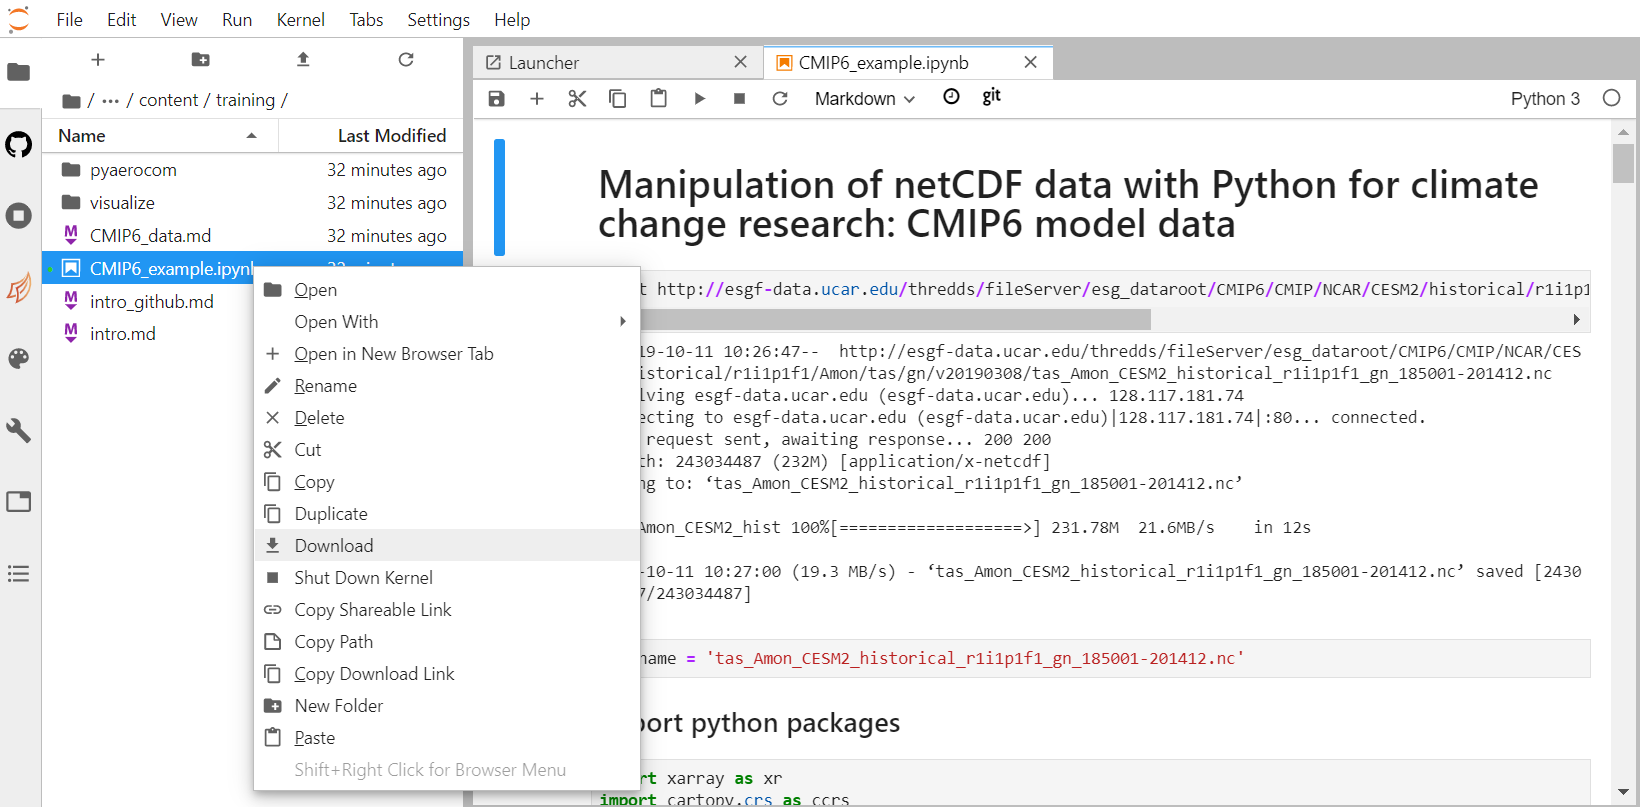 File Edit View Run Kernel Tabs Settings Help
/ ··· / content / training /
Name Last Modified
pyaerocom 32 minutes ago
visualize 32 minutes ago
CMIP6_data.md 32 minutes ago
CMIP6_example.ipynb
intro_github.md
intro.md
Open
Open With
Open in New Browser Tab
Rename
Delete
Cut
Copy
Duplicate
Download
Shut Down Kernel
Copy Shareable Link
Copy Path
Copy Download Link
New Folder
Paste
Shift+Right Click for Browser Menu
Launcher CMIP6_example.ipynb
Markdown git Python 3
Manipulation of netCDF data with Python for climate
change research: CMIP6 model data
t http://esgf-data.ucar.edu/thredds/fileServer/esg_dataroot/CMIP6/CMIP/NCAR/CESM2/historical/r1i1p1
19-10-11 10:26:47-- http://esgf-data.ucar.edu/thredds/fileServer/esg_dataroot/CMIP6/CMIP/NCAR/CES
istorical/r1i1p1f1/Amon/tas/gn/v20190308/tas_Amon_CESM2_historical_r1i1p1f1_gn_185001-201412.nc
lving esgf-data.ucar.edu (esgf-data.ucar.edu)... 128.117.181.74
ecting to esgf-data.ucar.edu (esgf-data.ucar.edu)|128.117.181.74|:80... connected.
request sent, awaiting response... 200 200
th: 243034487 (232M) [application/x-netcdf]
ng to: ‘tas_Amon_CESM2_historical_r1i1p1f1_gn_185001-201412.nc’
Amon_CESM2_hist 100%[===================>] 231.78M 21.6MB/s in 12s
-10-11 10:27:00 (19.3 MB/s) - ‘tas_Amon_CESM2_historical_r1i1p1f1_gn_185001-201412.nc’ saved [2430
7/243034487]
name = 'tas_Amon_CESM2_historical_r1i1p1f1_gn_185001-201412.nc'
port python packages
rt xarray as xr
import cartopy.crs as ccrs